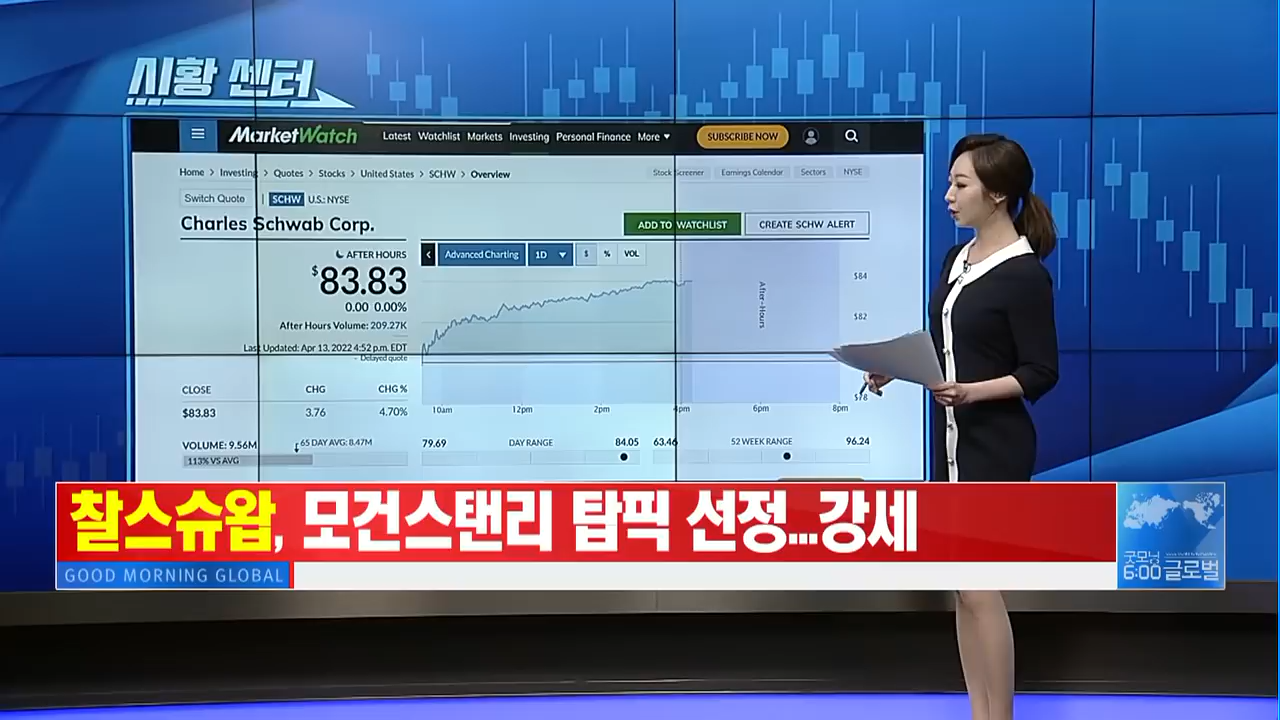 시황 센터
MarketWatch Latest Watchlist Markets Investing Personal Finance More SUBSCRIBE NOW
Home > Investing > Quotes > Stocks > United States > SCHW > Overview
Stock Screener Earnings Calendar Sectors NYSE
Switch Quote | SCHW U.S.: NYSE
Charles Schwab Corp.
ADD TO WATCHLIST CREATE SCHW ALERT
AFTER HOURS
$83.83
0.00 0.00%
After Hours Volume: 209.27K
Last Updated: Apr 13, 2022 4:52 p.m. EDT
Delayed quote
Advanced Charting 1D $ % VOL
$84
After-Hours
$82
$78
10am 12pm 2pm 4pm 6pm 8pm
CLOSE CHG CHG %
$83.83 3.76 4.70%
VOLUME: 9.56M 65 DAY AVG: 8.47M
113% VS AVG
79.69 DAY RANGE 84.05
63.46 52 WEEK RANGE 96.24
찰스슈왑, 모건스탠리 탑픽 선정...강세
GOOD MORNING GLOBAL
굿모닝
6:00 글로벌